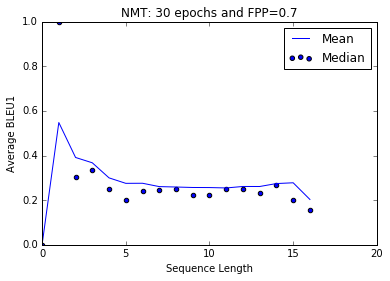 NMT: 30 epochs and FPP=0.7
1.0
0.8
0.6
0.4
0.2
0.0
Average BLEU1
Mean
Median
0
5
10
15
20
Sequence Length